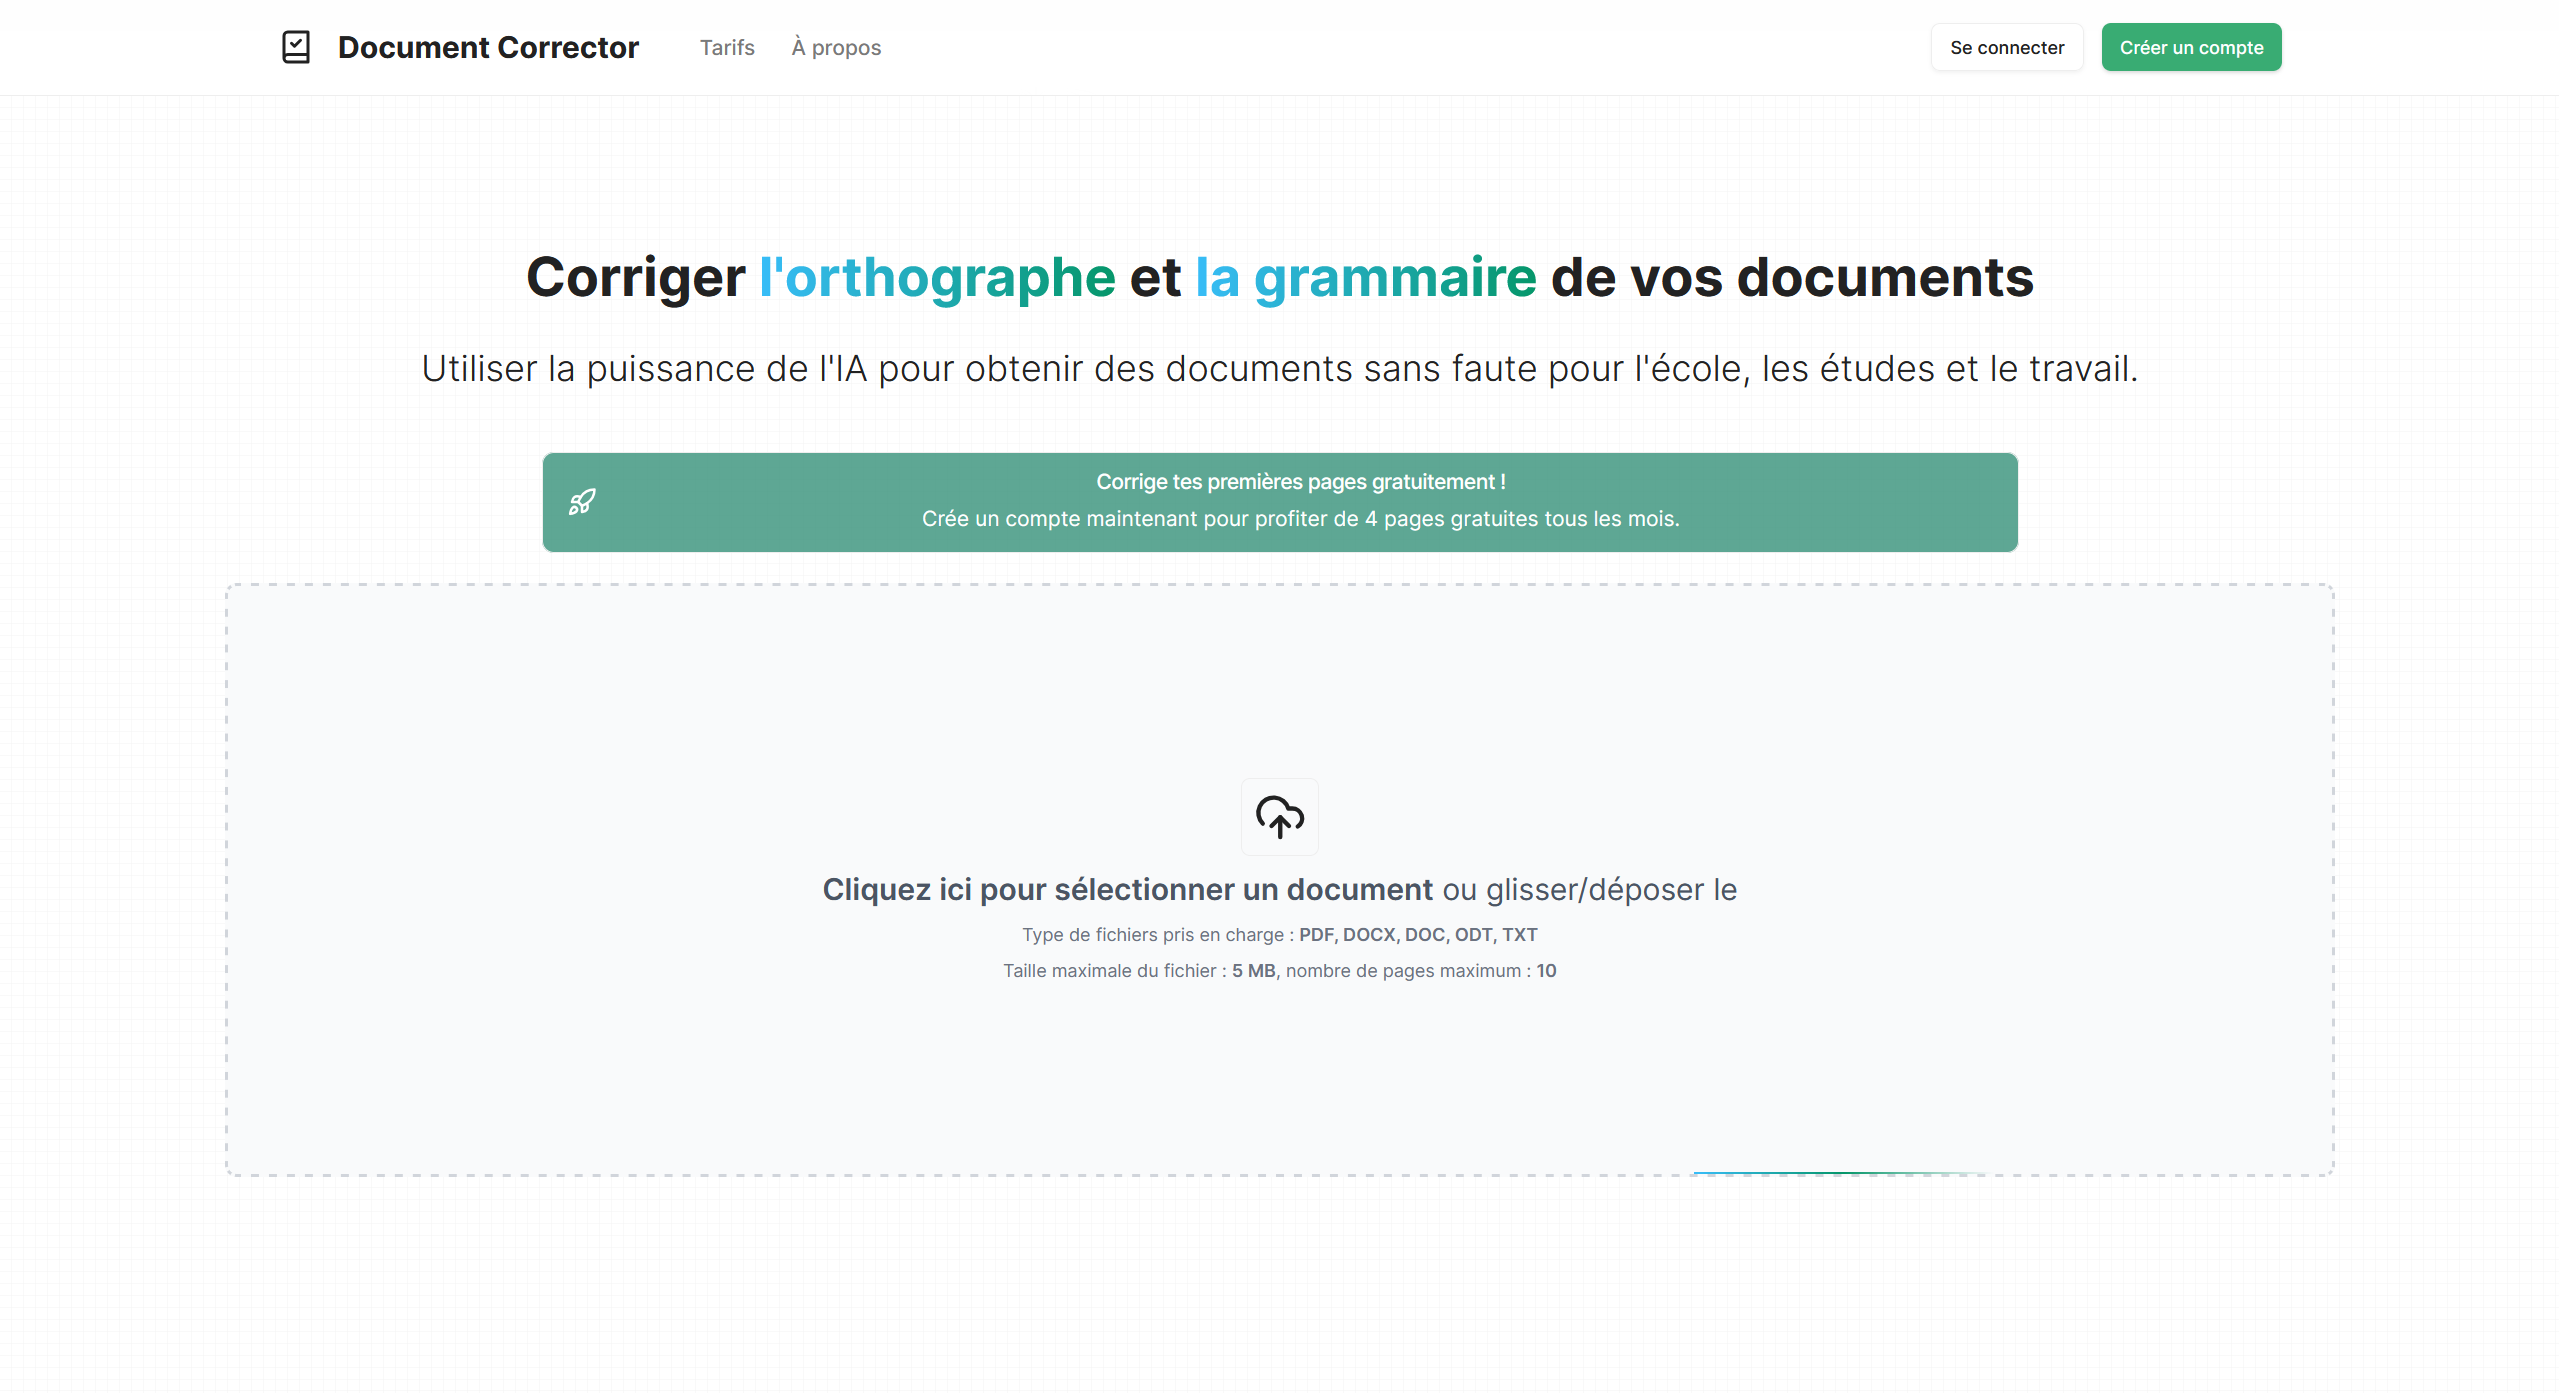 Document Corrector
Tarifs
À propos
Se connecter
Créer un compte
Corriger l'orthographe et la grammaire de vos documents
Utiliser la puissance de l'IA pour obtenir des documents sans faute pour l'école, les études et le travail.
Corrige tes premières pages gratuitement !
Crée un compte maintenant pour profiter de 4 pages gratuites tous les mois.
Cliquez ici pour sélectionner un document ou glisser/déposer le
Type de fichiers pris en charge : PDF, DOCX, DOC, ODT, TXT
Taille maximale du fichier : 5 MB, nombre de pages maximum : 10